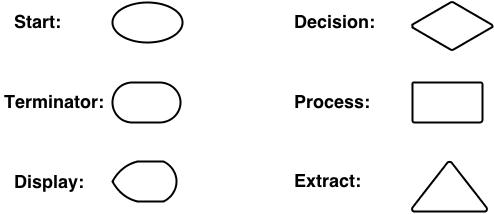 Start:
Decision:
Terminator:
Process:
Display:
Extract: